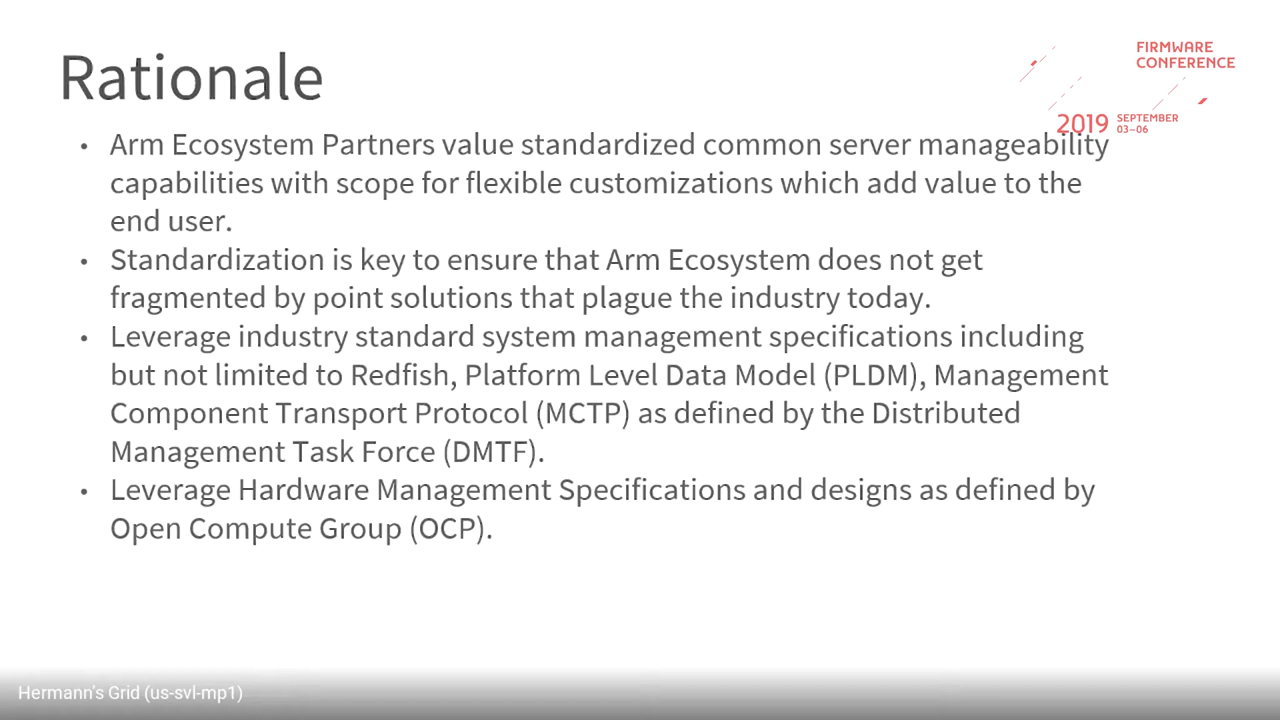 Rationale
FIRMWARE
CONFERENCE
2019 SEPTEMBER
03–06
• Arm Ecosystem Partners value standardized common server manageability
capabilities with scope for flexible customizations which add value to the
end user.
• Standardization is key to ensure that Arm Ecosystem does not get
fragmented by point solutions that plague the industry today.
• Leverage industry standard system management specifications including
but not limited to Redfish, Platform Level Data Model (PLDM), Management
Component Transport Protocol (MCTP) as defined by the Distributed
Management Task Force (DMTF).
• Leverage Hardware Management Specifications and designs as defined by
Open Compute Group (OCP).
Hermann's Grid (us-svl-mp1)